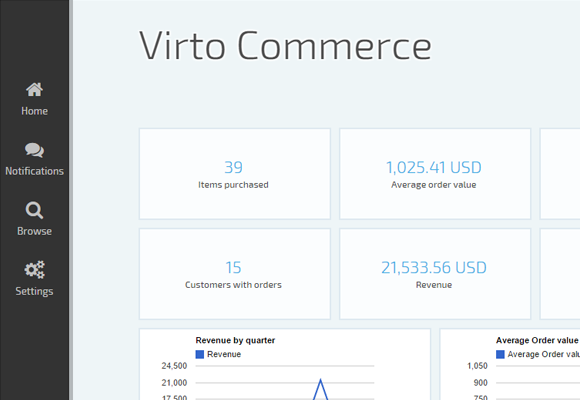 Virto Commerce
Home
Notifications
Browse
Settings
39
Items purchased
1,025.41 USD
Average order value
15
Customers with orders
21,533.56 USD
Revenue
Revenue by quarter
Revenue
24,500
21,000
17,500
Average Order value
Average Order valu
1,050
900
750